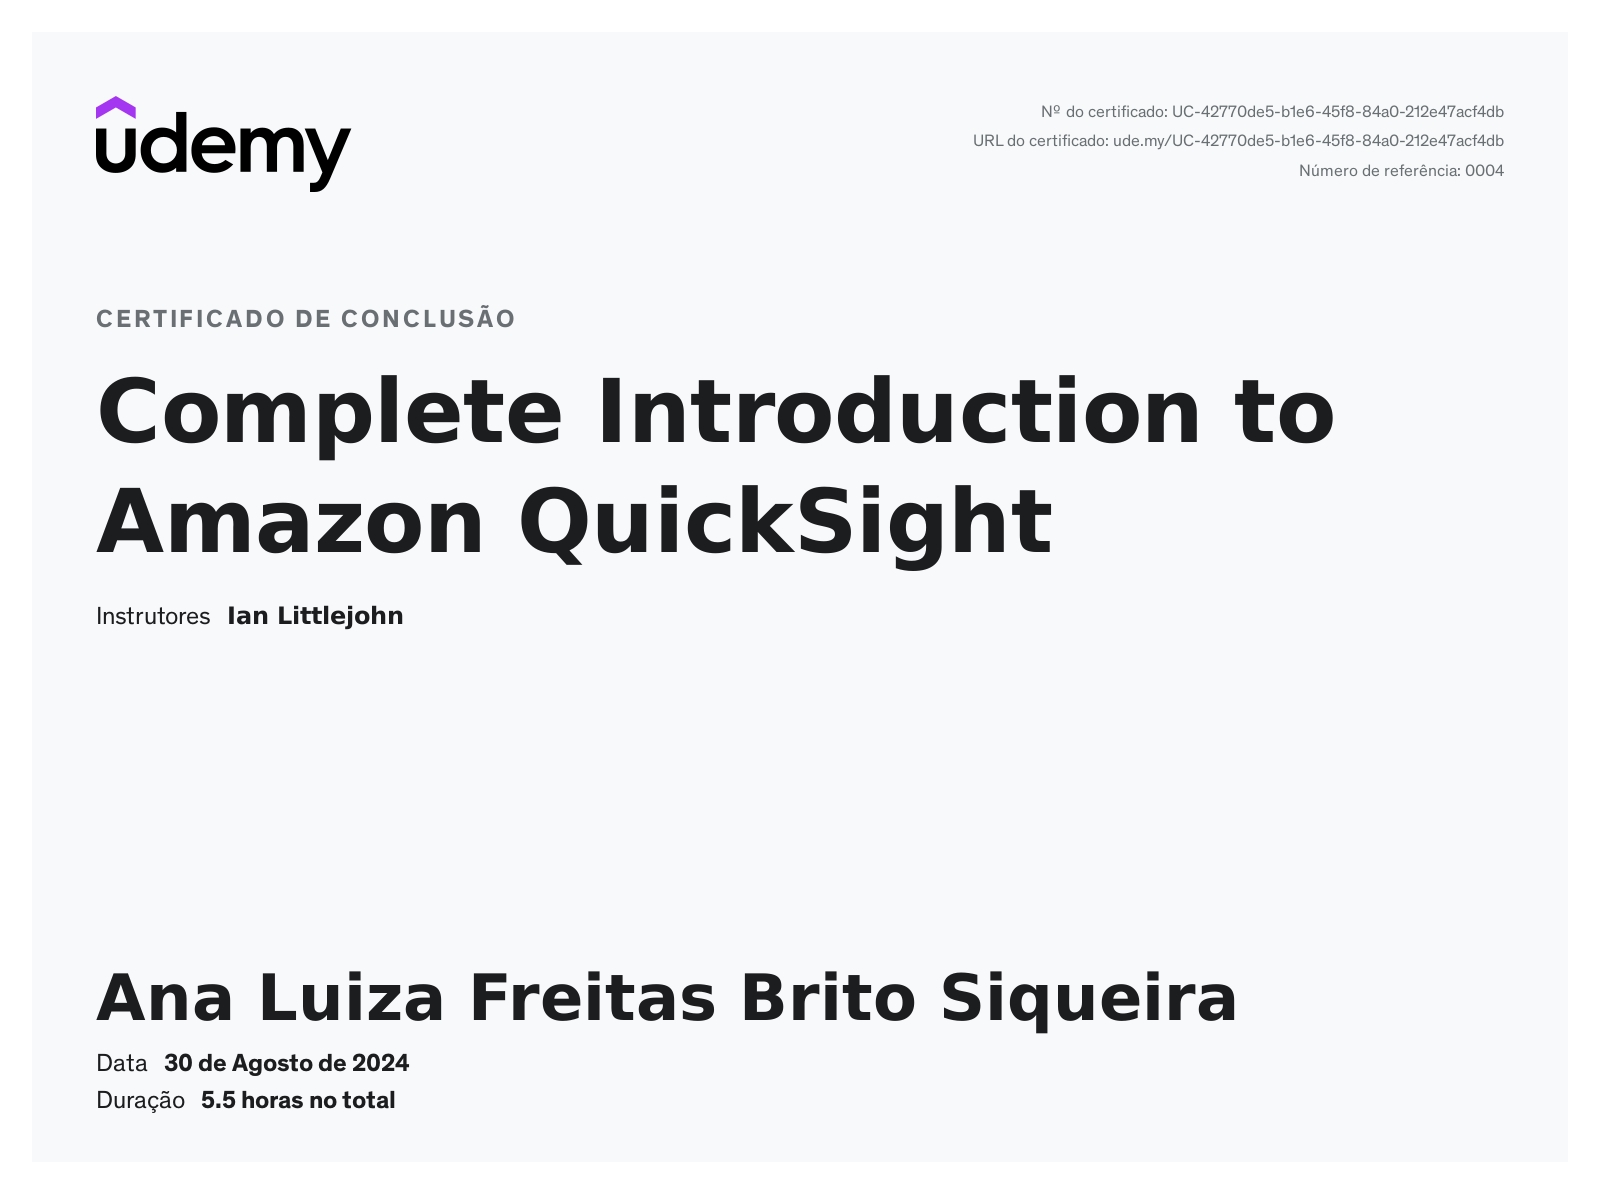 udemy
Nº do certificado: UC-42770de5-b1e6-45f8-84a0-212e47acf4db
URL do certificado: ude.my/UC-42770de5-b1e6-45f8-84a0-212e47acf4db
Número de referência: 0004
CERTIFICADO DE CONCLUSÃO
Complete Introduction to
Amazon QuickSight
Instrutores Ian Littlejohn
Ana Luiza Freitas Brito Siqueira
Data 30 de Agosto de 2024
Duração 5.5 horas no total